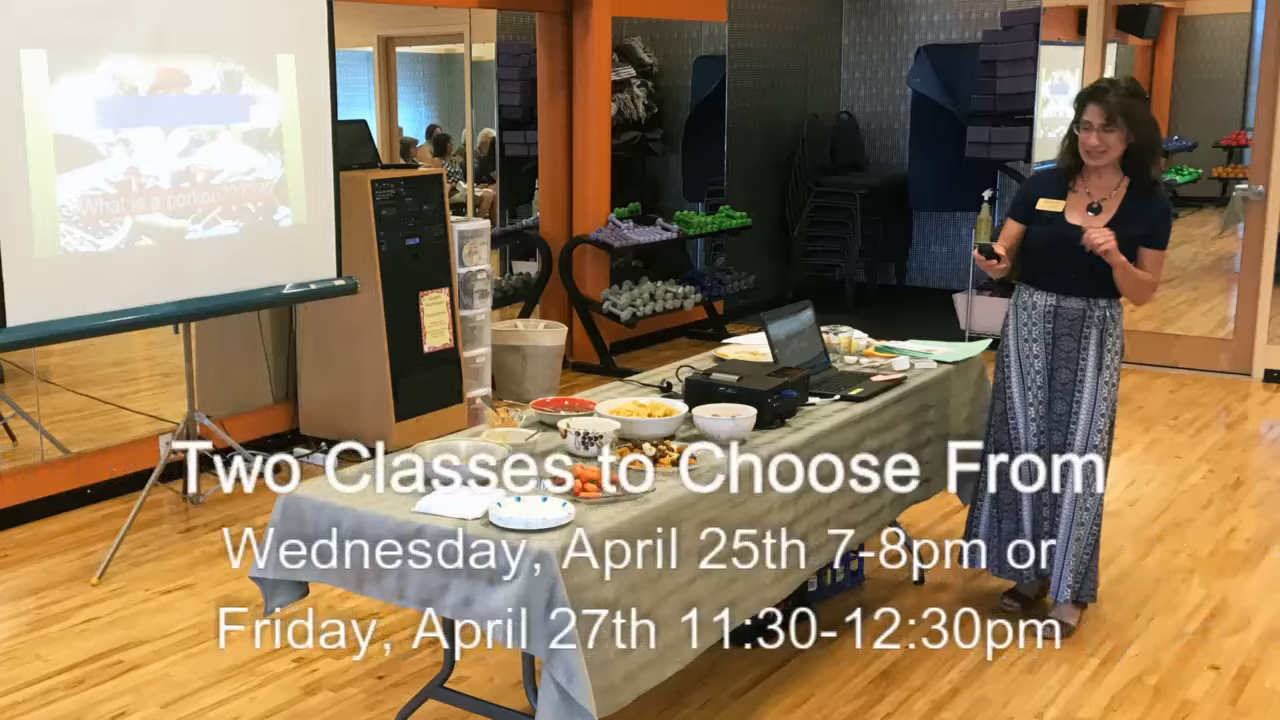 What is a portion
Two Classes to Choose From
Wednesday, April 25th 7-8pm or
Friday, April 27th 11:30-12:30pm